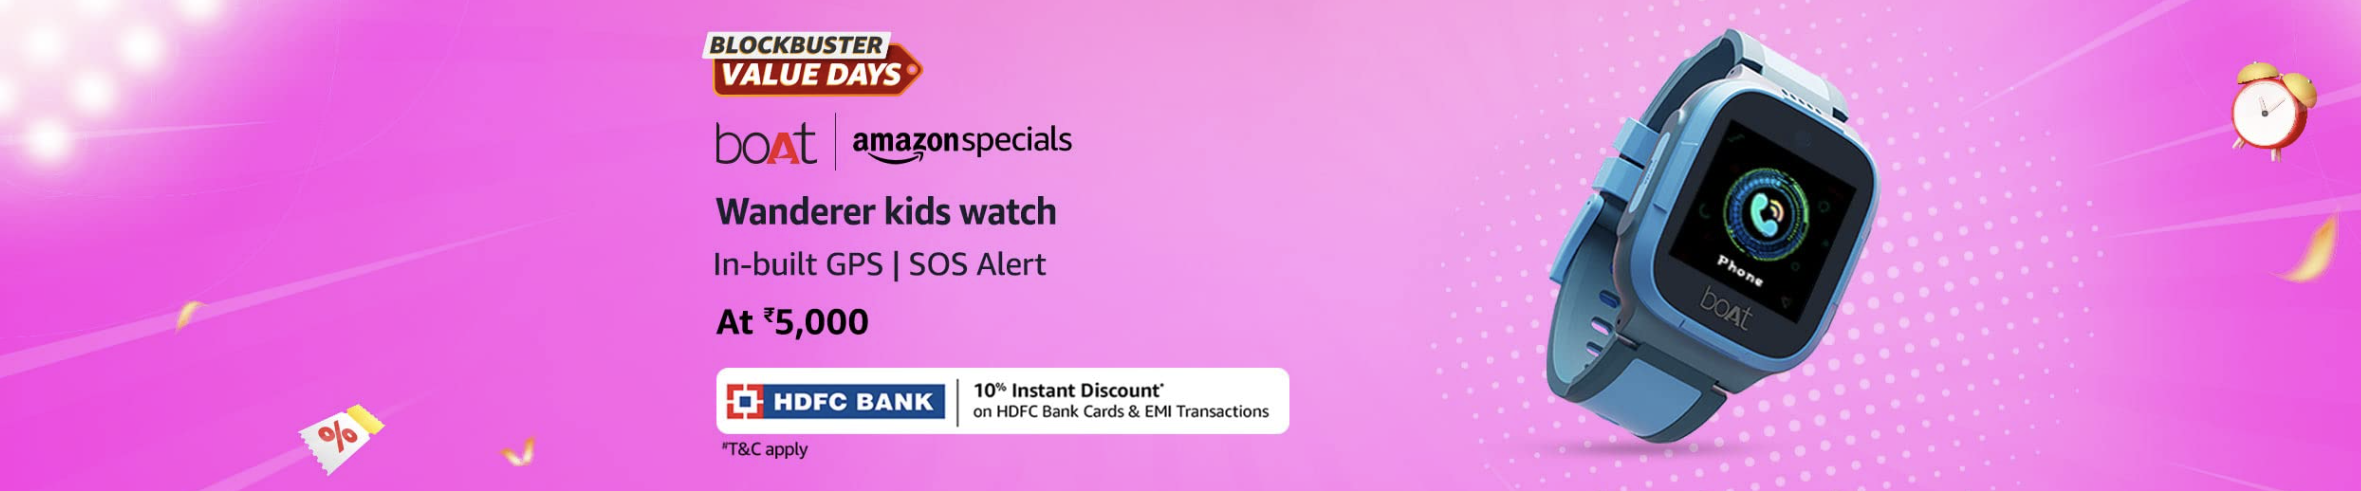 BLOCKBUSTER
VALUE DAYS
boAt | amazonspecials
Wanderer kids watch
In-built GPS | SOS Alert
At ₹5,000
HDFC BANK | 10% Instant Discount*
on HDFC Bank Cards & EMI Transactions
#T&C apply
Phone
boAt
%